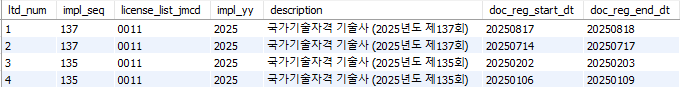 ltd_num impl_seq license_list_jmcd impl_yy description doc_reg_start_dt doc_reg_end_dt
1 137 0011 2025 국가기술자격 기술사 (2025년도 제137회) 20250817 20250818
2 137 0011 2025 국가기술자격 기술사 (2025년도 제137회) 20250714 20250717
3 135 0011 2025 국가기술자격 기술사 (2025년도 제135회) 20250202 20250203
4 135 0011 2025 국가기술자격 기술사 (2025년도 제135회) 20250106 20250109